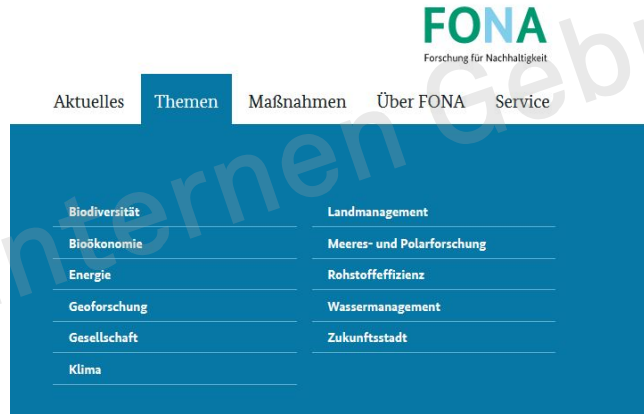 FONA
Forschung für Nachhaltigkeit
Aktuelles Themen Maßnahmen Über FONA Service
Biodiversität
Bioökonomie
Energie
Geoforschung
Gesellschaft
Klima
Landmanagement
Meeres- und Polarforschung
Rohstoffeffizienz
Wassermanagement
Zukunftsstadt